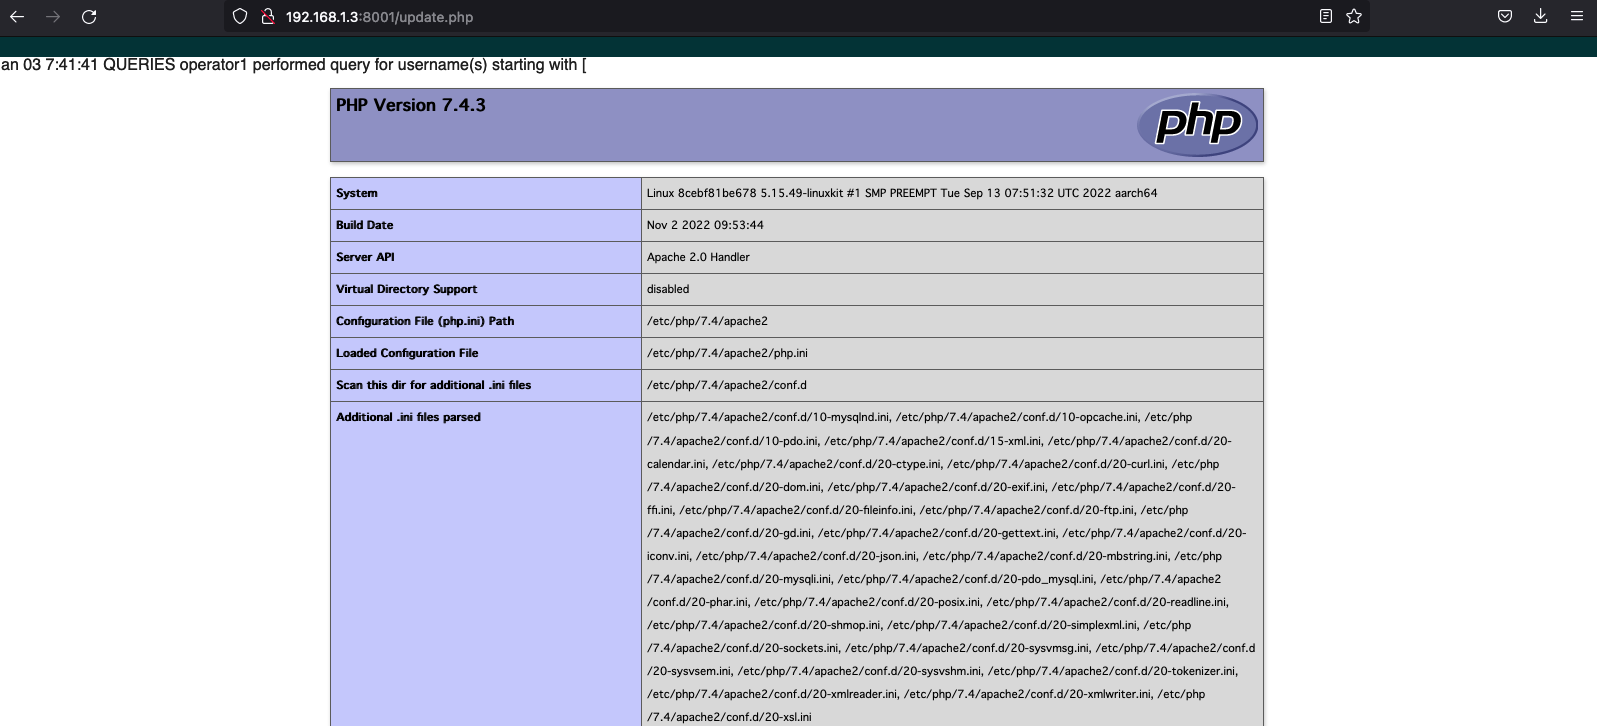 192.168.1.3:8001/update.php
an 03 7:41:41 QUERIES operator1 performed query for username(s) starting with [
PHP Version 7.4.3
php
System Linux 8cebf81be678 5.15.49-linuxkit #1 SMP PREEMPT Tue Sep 13 07:51:32 UTC 2022 aarch64
Build Date Nov 2 2022 09:53:44
Server API Apache 2.0 Handler
Virtual Directory Support disabled
Configuration File (php.ini) Path /etc/php/7.4/apache2
Loaded Configuration File /etc/php/7.4/apache2/php.ini
Scan this dir for additional .ini files /etc/php/7.4/apache2/conf.d
Additional .ini files parsed /etc/php/7.4/apache2/conf.d/10-mysqlnd.ini, /etc/php/7.4/apache2/conf.d/10-opcache.ini, /etc/php
/7.4/apache2/conf.d/10-pdo.ini, /etc/php/7.4/apache2/conf.d/15-xml.ini, /etc/php/7.4/apache2/conf.d/20-
calendar.ini, /etc/php/7.4/apache2/conf.d/20-ctype.ini, /etc/php/7.4/apache2/conf.d/20-curl.ini, /etc/php
/7.4/apache2/conf.d/20-dom.ini, /etc/php/7.4/apache2/conf.d/20-exif.ini, /etc/php/7.4/apache2/conf.d/20-
ffi.ini, /etc/php/7.4/apache2/conf.d/20-fileinfo.ini, /etc/php/7.4/apache2/conf.d/20-ftp.ini, /etc/php
/7.4/apache2/conf.d/20-gd.ini, /etc/php/7.4/apache2/conf.d/20-gettext.ini, /etc/php/7.4/apache2/conf.d/20-
iconv.ini, /etc/php/7.4/apache2/conf.d/20-json.ini, /etc/php/7.4/apache2/conf.d/20-mbstring.ini, /etc/php
/7.4/apache2/conf.d/20-mysqli.ini, /etc/php/7.4/apache2/conf.d/20-pdo_mysql.ini, /etc/php/7.4/apache2
/conf.d/20-phar.ini, /etc/php/7.4/apache2/conf.d/20-posix.ini, /etc/php/7.4/apache2/conf.d/20-readline.ini,
/etc/php/7.4/apache2/conf.d/20-shmop.ini, /etc/php/7.4/apache2/conf.d/20-simplexml.ini, /etc/php
/7.4/apache2/conf.d/20-sockets.ini, /etc/php/7.4/apache2/conf.d/20-sysvmsg.ini, /etc/php/7.4/apache2/conf.d
/20-sysvsem.ini, /etc/php/7.4/apache2/conf.d/20-sysvshm.ini, /etc/php/7.4/apache2/conf.d/20-tokenizer.ini,
/etc/php/7.4/apache2/conf.d/20-xmlreader.ini, /etc/php/7.4/apache2/conf.d/20-xmlwriter.ini, /etc/php
/7.4/apache2/conf.d/20-xsl.ini